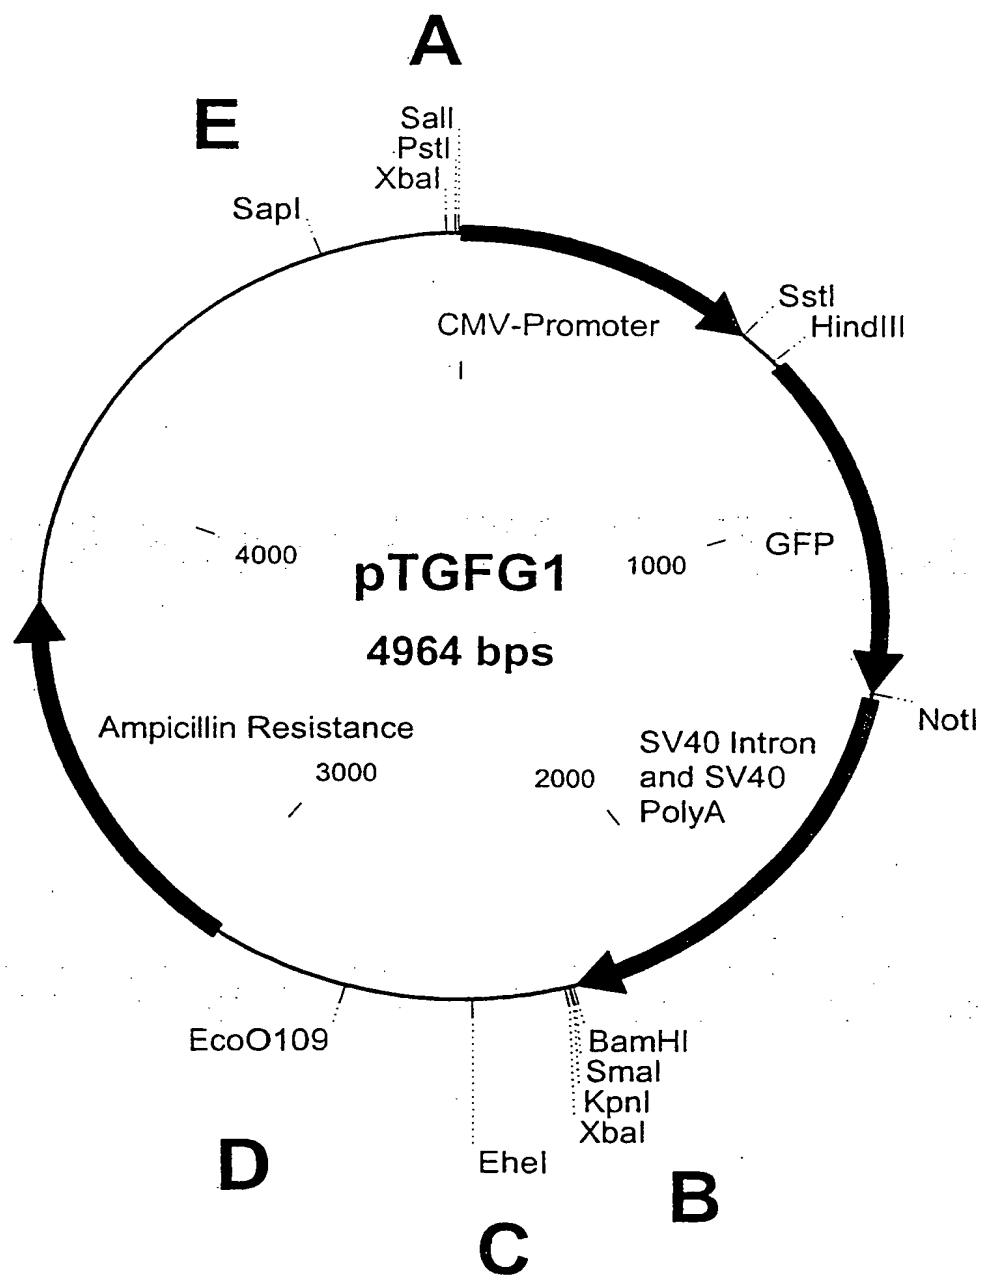 A
E
SalI
PstI
XbaI
SapI
SstI
HindIII
CMV-Promoter
I
4000
pTGFG1
1000
GFP
4964 bps
NotI
Ampicillin Resistance
SV40 Intron
and SV40
PolyA
3000
2000
EcoO109
BamHI
SmaI
KpnI
XbaI
EheI
D
B
C